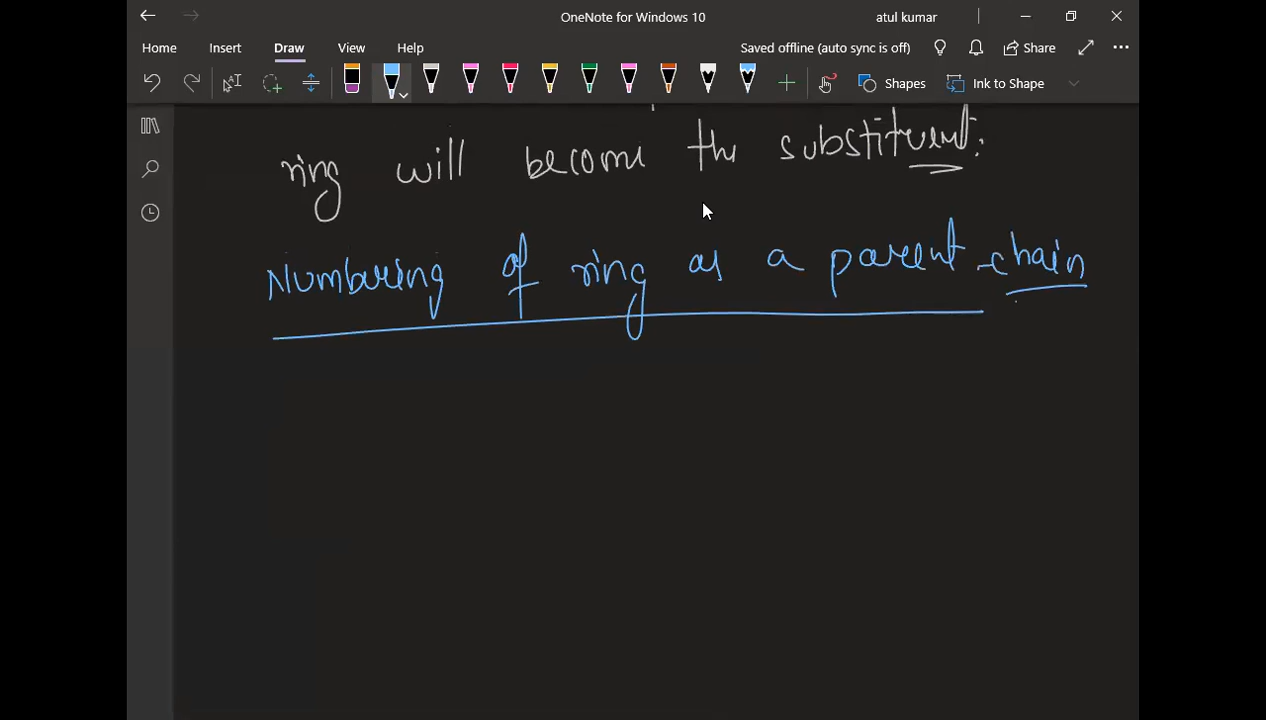 OneNote for Windows 10
atul kumar
Home Insert Draw View Help
Saved offline (auto sync is off)
Share
Shapes
Ink to Shape
ring will become the substituent.
Numbering of ring as a parent chain